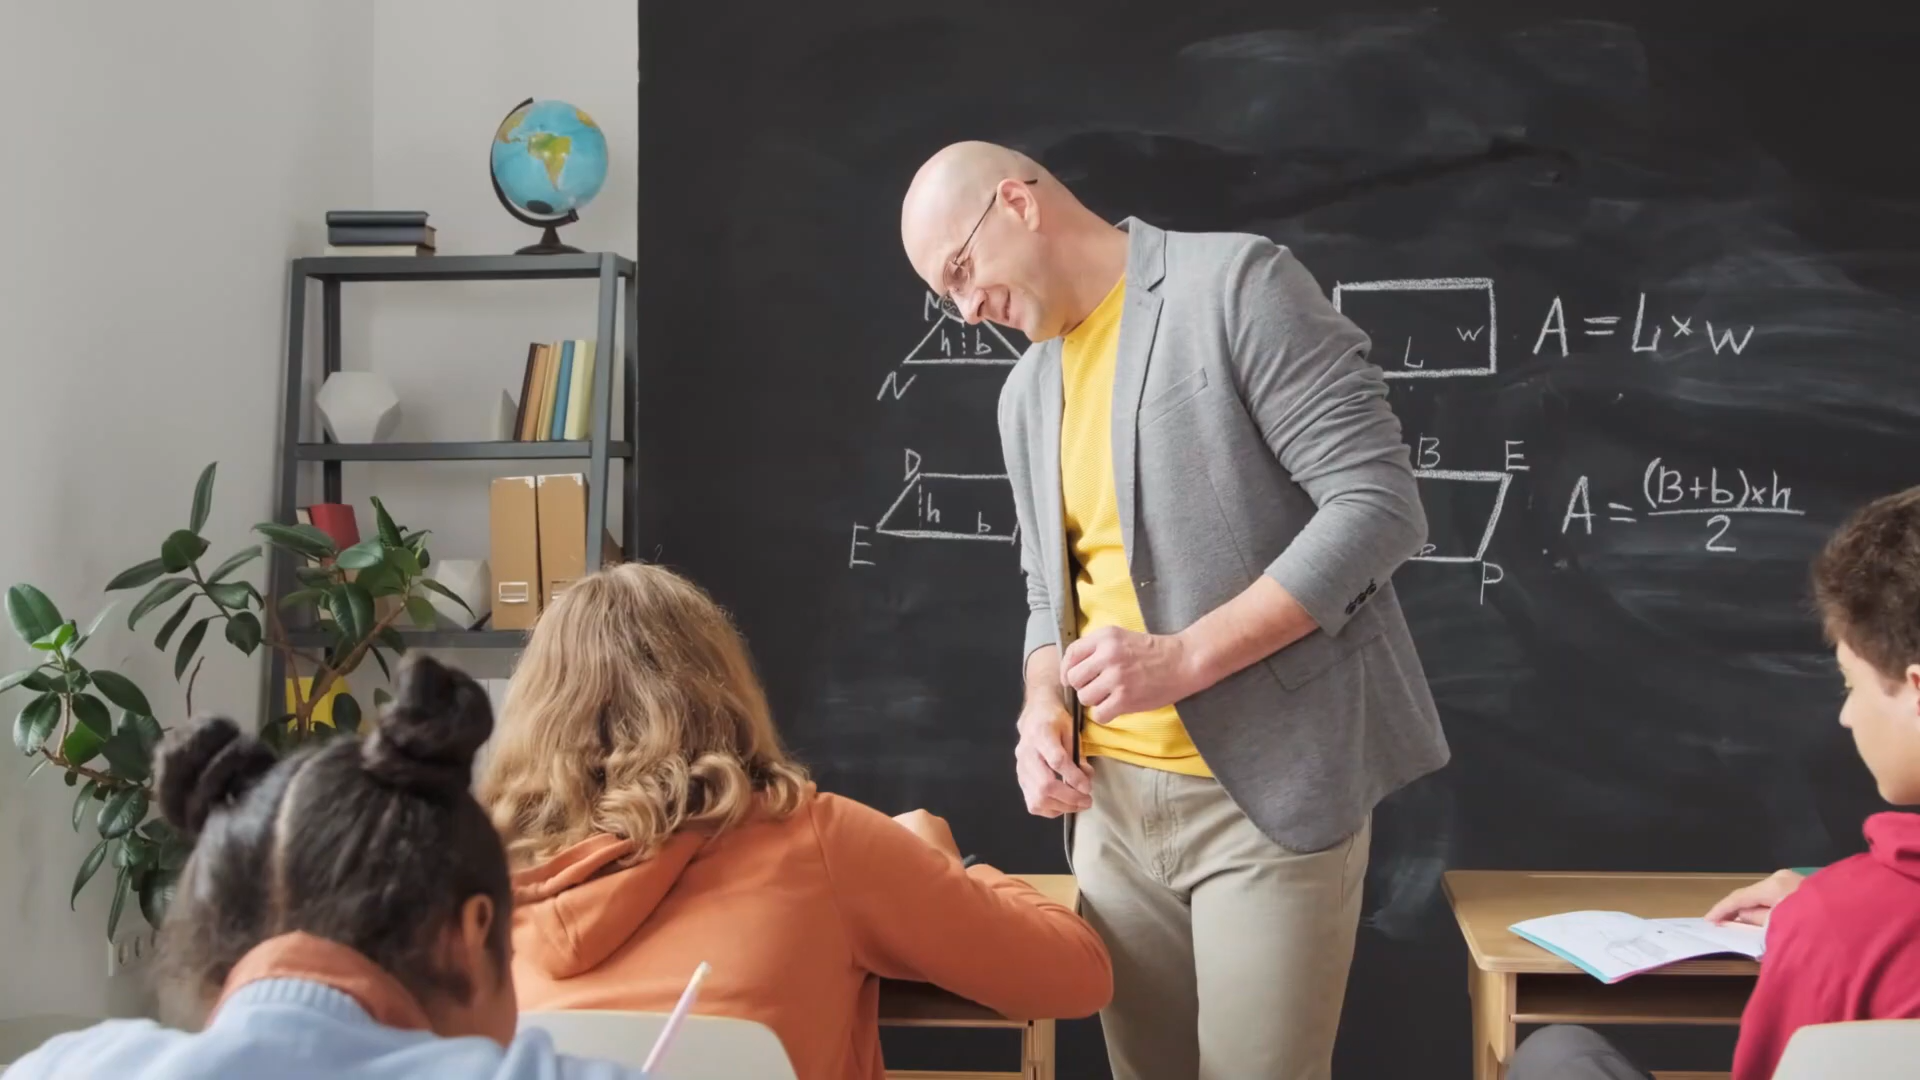 h b
N
L W
A = L × W
D
h b
E
B E
P
A = (B+b)×h / 2